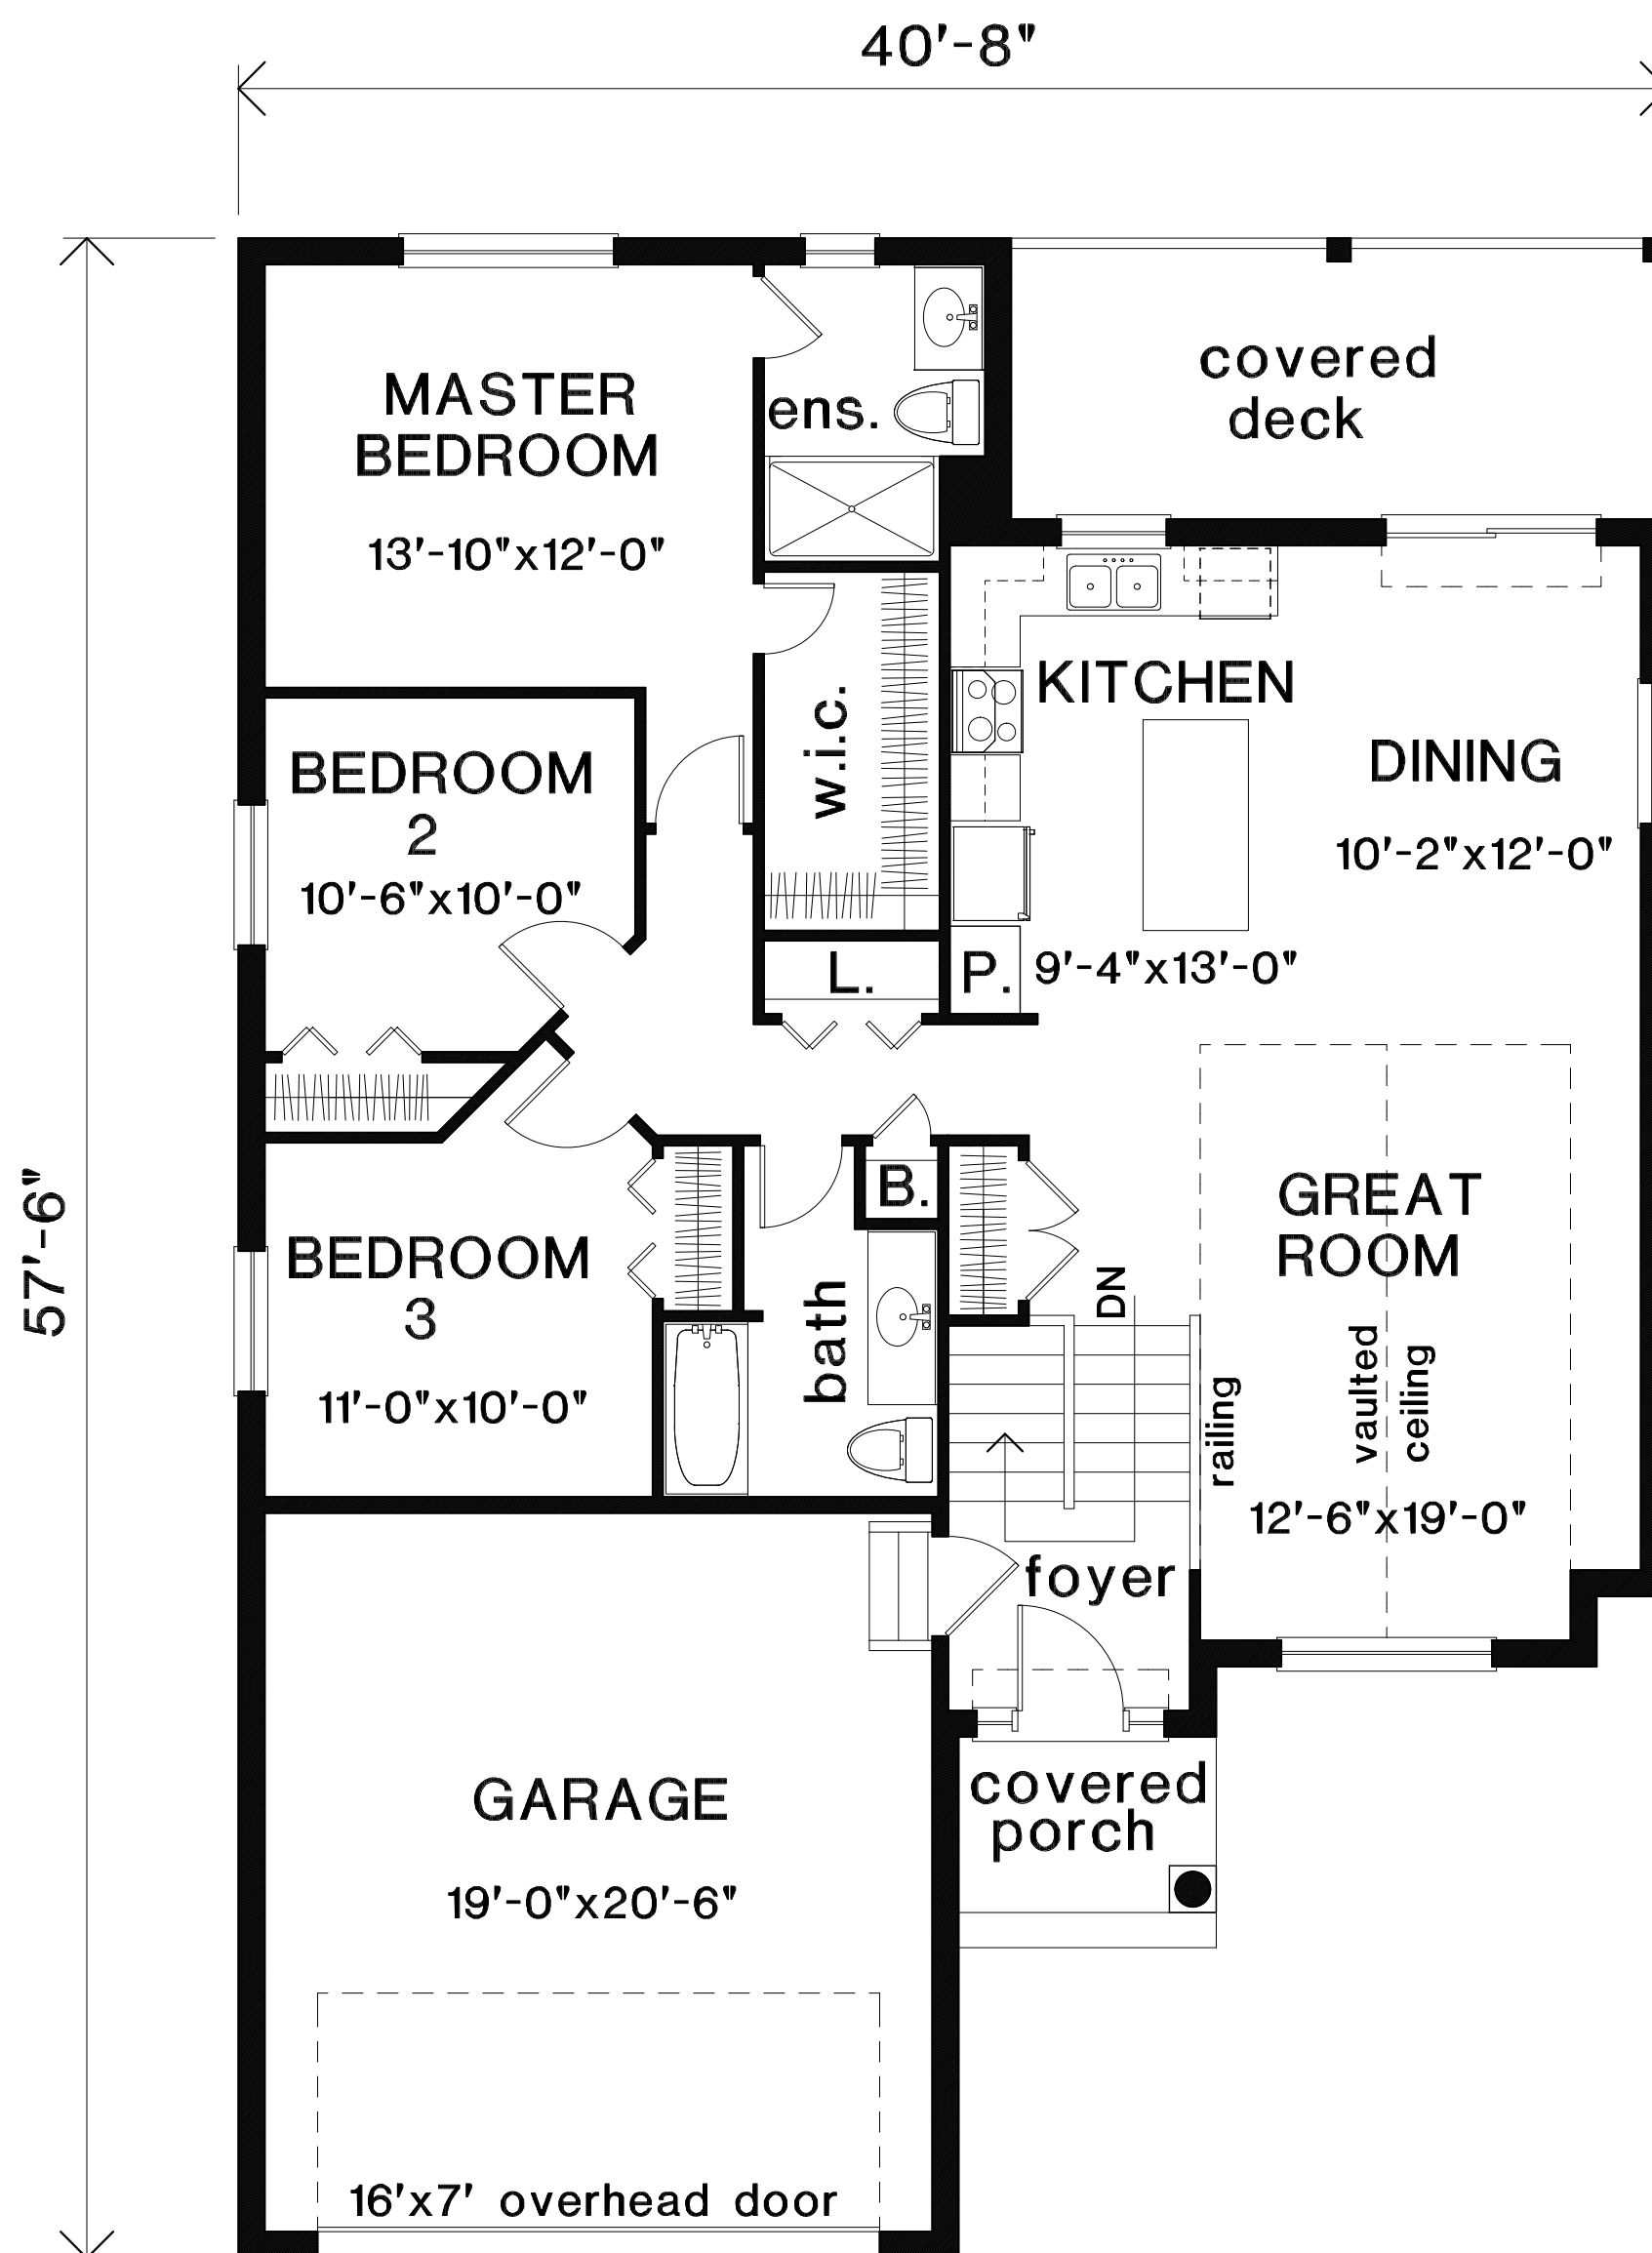 40'-8"
57'-6"
MASTER
BEDROOM
13'-10"x12'-0"
ens.
covered
deck
w.i.c.
KITCHEN
9'-4"x13'-0"
DINING
10'-2"x12'-0"
BEDROOM
2
10'-6"x10'-0"
L.
P.
B.
BEDROOM
3
11'-0"x10'-0"
bath
DN
railing
GREAT
ROOM
vaulted
ceiling
12'-6"x19'-0"
foyer
covered
porch
GARAGE
19'-0"x20'-6"
16'x7' overhead door